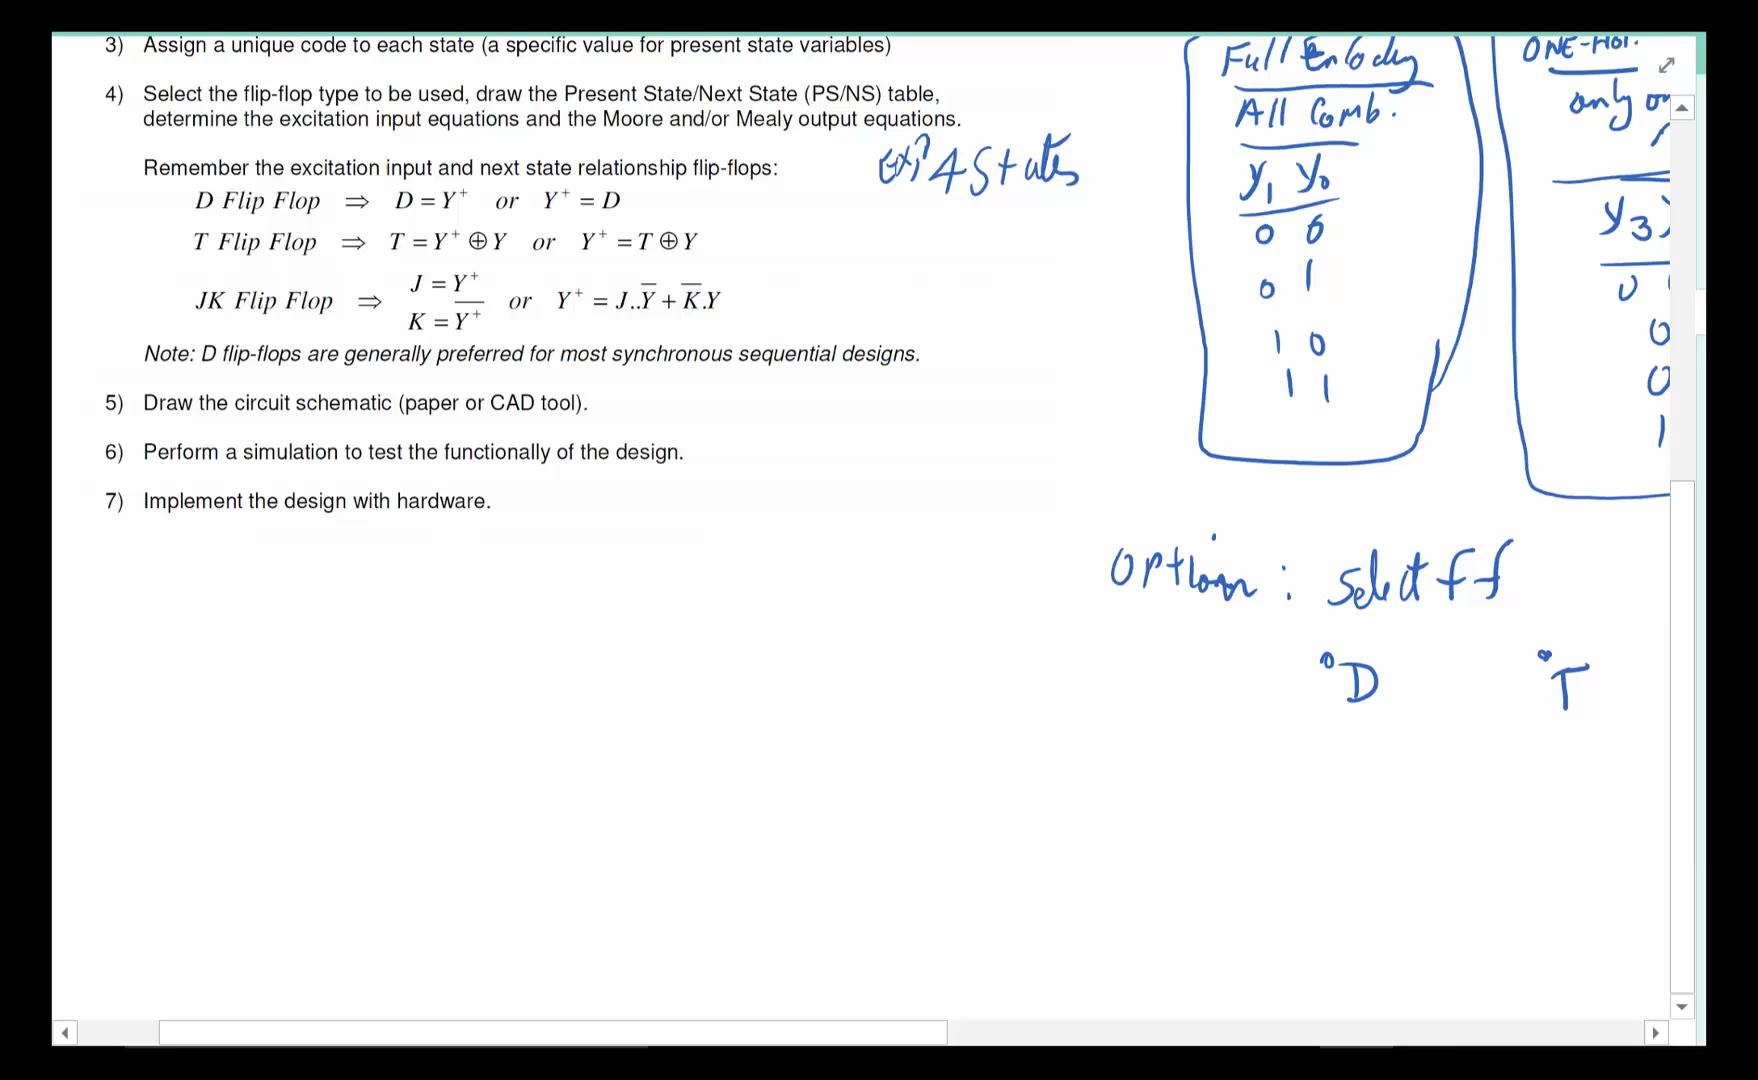 3) Assign a unique code to each state (a specific value for present state variables)
4) Select the flip-flop type to be used, draw the Present State/Next State (PS/NS) table,
determine the excitation input equations and the Moore and/or Mealy output equations.
Remember the excitation input and next state relationship flip-flops:
D Flip Flop ⇒ D = Y⁺ or Y⁺ = D
T Flip Flop ⇒ T = Y⁺ ⊕ Y or Y⁺ = T ⊕ Y
JK Flip Flop ⇒ J = Y⁺ K = \overline{Y⁺} or Y⁺ = J..\overline{Y} + \overline{K}.Y
Note: D flip-flops are generally preferred for most synchronous sequential designs.
5) Draw the circuit schematic (paper or CAD tool).
6) Perform a simulation to test the functionally of the design.
7) Implement the design with hardware.
4 States
Full
All Comb.
y₁ y₀
0 0
0 1
1 0
1 1
ONE-HOT.
only
y₃
0
0
0
1
Option : Select ff
D T